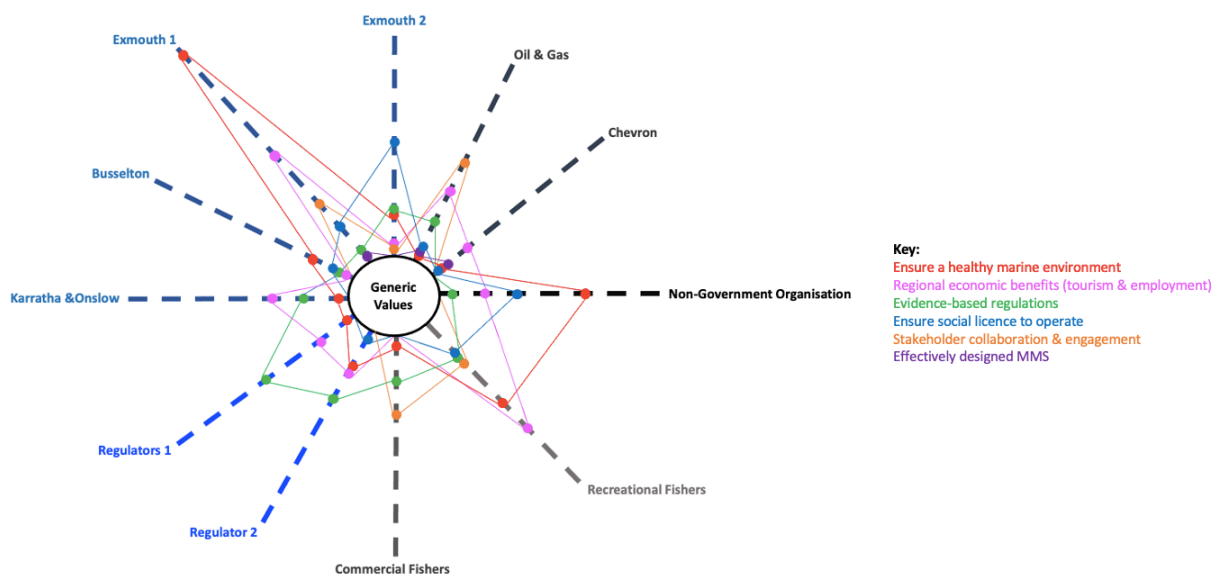 Exmouth 2
Exmouth 1
Oil & Gas
Chevron
Busselton
Karratha &Onslow
Generic
Values
Non-Government Organisation
Regulators 1
Recreational Fishers
Regulator 2
Commercial Fishers
Key:
Ensure a healthy marine environment
Regional economic benefits (tourism & employment)
Evidence-based regulations
Ensure social licence to operate
Stakeholder collaboration & engagement
Effectively designed MMS